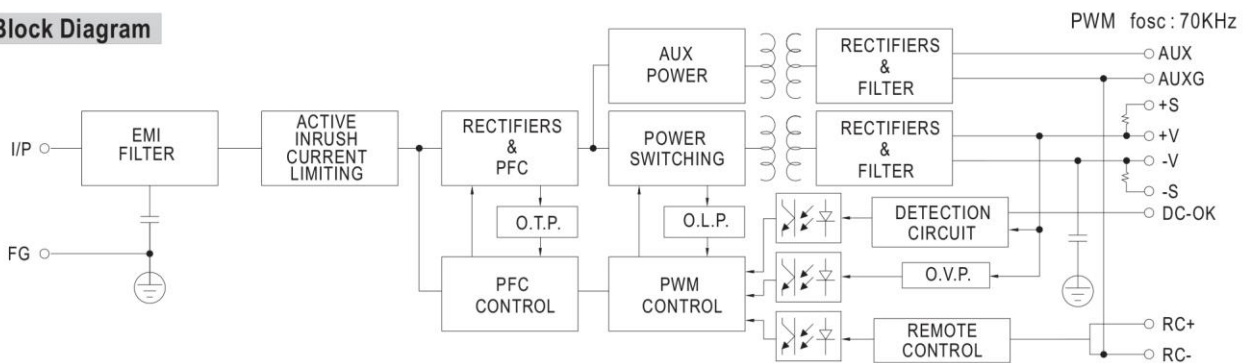 Block Diagram
PWM fosc : 70KHz
I/P
FG
EMI
FILTER
ACTIVE
INRUSH
CURRENT
LIMITING
RECTIFIERS
&
PFC
O.T.P.
PFC
CONTROL
AUX
POWER
POWER
SWITCHING
O.L.P.
PWM
CONTROL
RECTIFIERS
&
FILTER
RECTIFIERS
&
FILTER
DETECTION
CIRCUIT
O.V.P.
REMOTE
CONTROL
AUX
AUXG
+S
+V
-V
-S
DC-OK
RC+
RC-